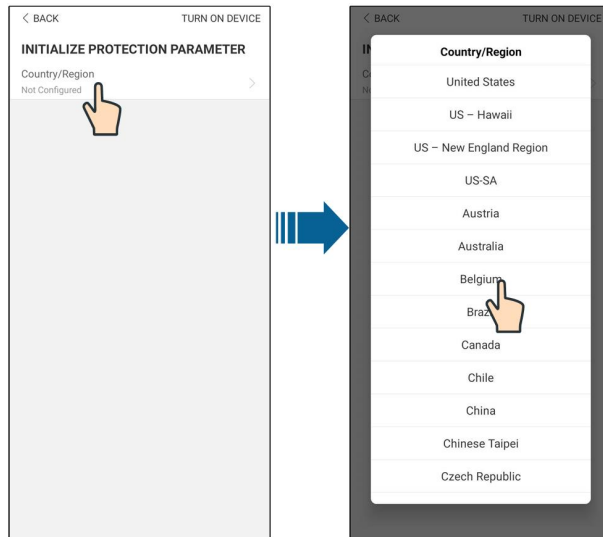 < BACK TURN ON DEVICE
INITIALIZE PROTECTION PARAMETER
Country/Region
Not Configured
< BACK TURN ON DEVICE
Country/Region
United States
US – Hawaii
US – New England Region
US-SA
Austria
Australia
Belgium
Canada
Chile
China
Chinese Taipei
Czech Republic